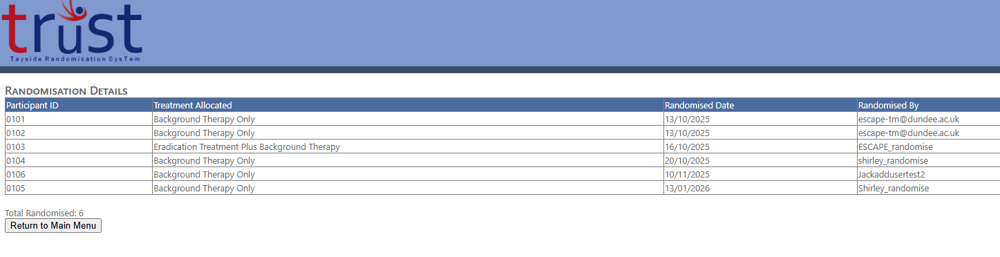 trust
Tayside Randomisation SysTem
Randomisation Details
Participant ID Treatment Allocated Randomised Date Randomised By
0101 Background Therapy Only 13/10/2025 escape-tm@dundee.ac.uk
0102 Background Therapy Only 13/10/2025 escape-tm@dundee.ac.uk
0103 Eradication Treatment Plus Background Therapy 16/10/2025 ESCAPE_randomise
0104 Background Therapy Only 20/10/2025 shirley_randomise
0106 Background Therapy Only 10/11/2025 Jackaddusertest2
0105 Background Therapy Only 13/01/2026 Shirley_randomise
Total Randomised: 6
Return to Main Menu